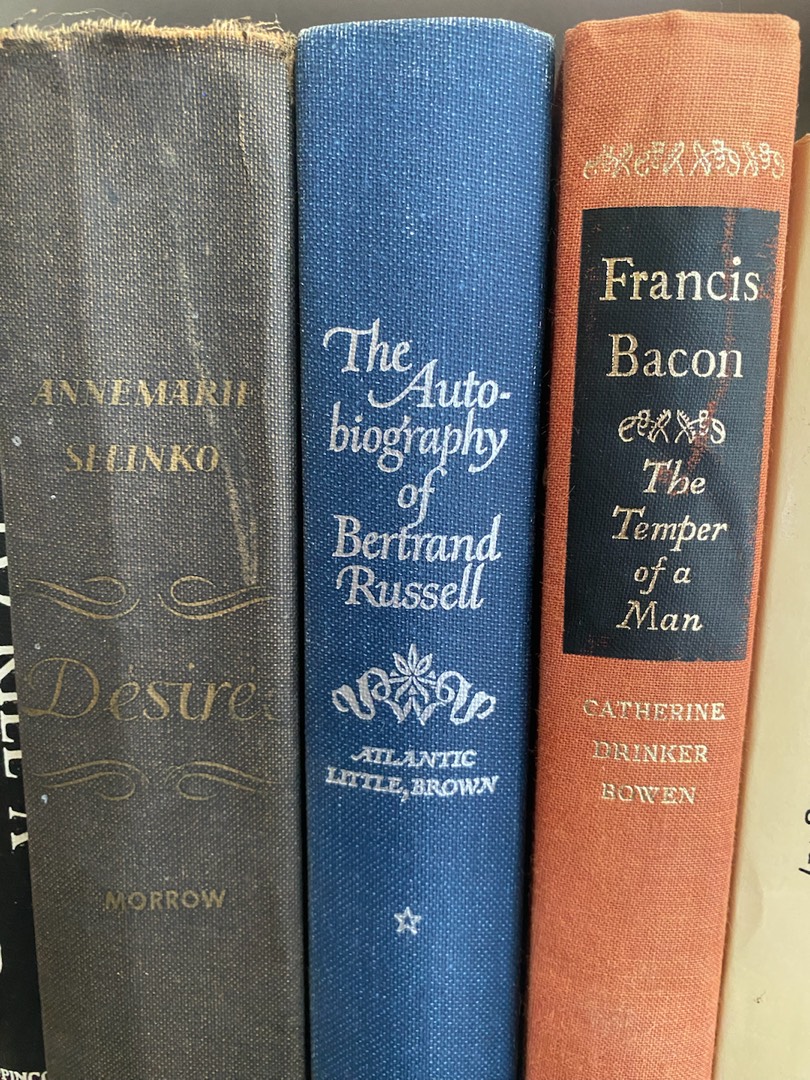 ANNEMARIE
SELINKO
Désirée
MORROW
The
Auto-
biography
of
Bertrand
Russell
ATLANTIC
LITTLE, BROWN
Francis
Bacon
The
Temper
of a
Man
CATHERINE
DRINKER
BOWEN